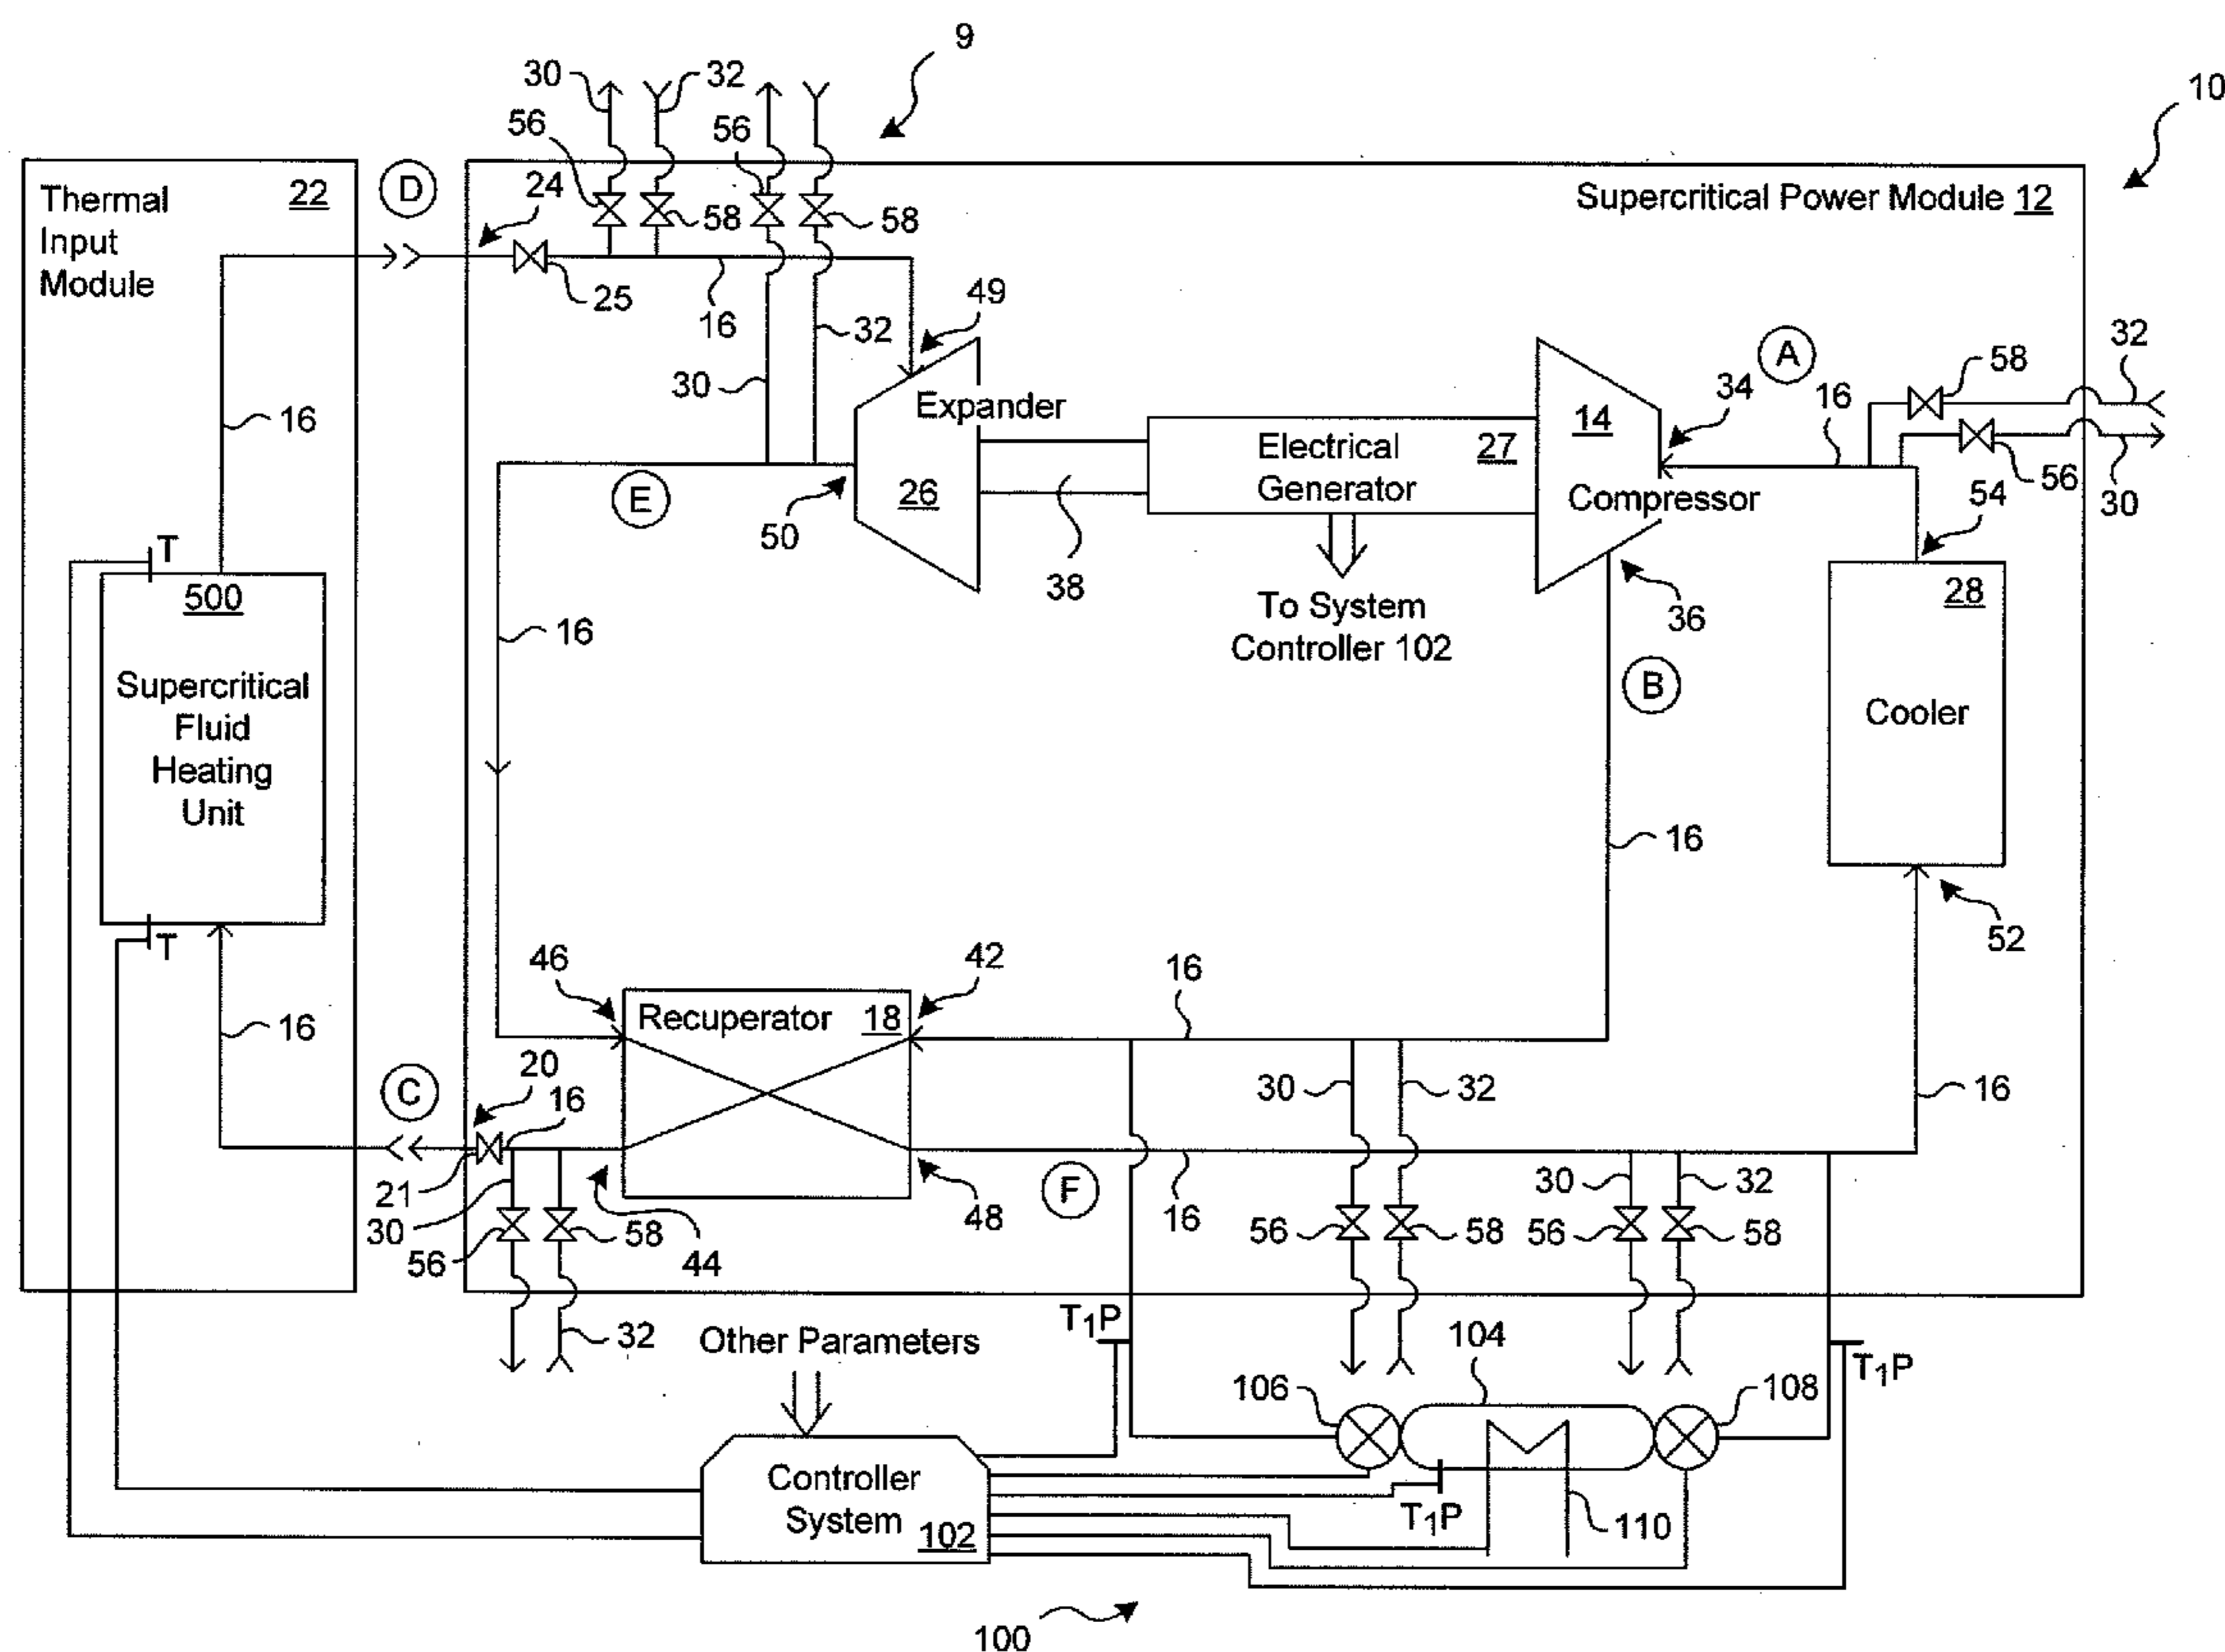 9
10
30
32
56
56
24
58
58
Thermal
Input
Module
22
D
Supercritical Power Module 12
25
16
32
49
30
Expander
26
50
E
38
Electrical
Generator
27
To System
Controller 102
14
Compressor
34
A
16
58
32
56
30
54
36
B
28
Cooler
52
16
16
T
500
Supercritical
Fluid
Heating
Unit
T
16
16
16
46
Recuperator
18
42
16
C
20
16
21
30
56
58
44
48
F
16
30
32
56
58
30
32
56
58
16
32
Other Parameters
T1P
104
106
108
T1P
Controller
System
102
T1P
110
100